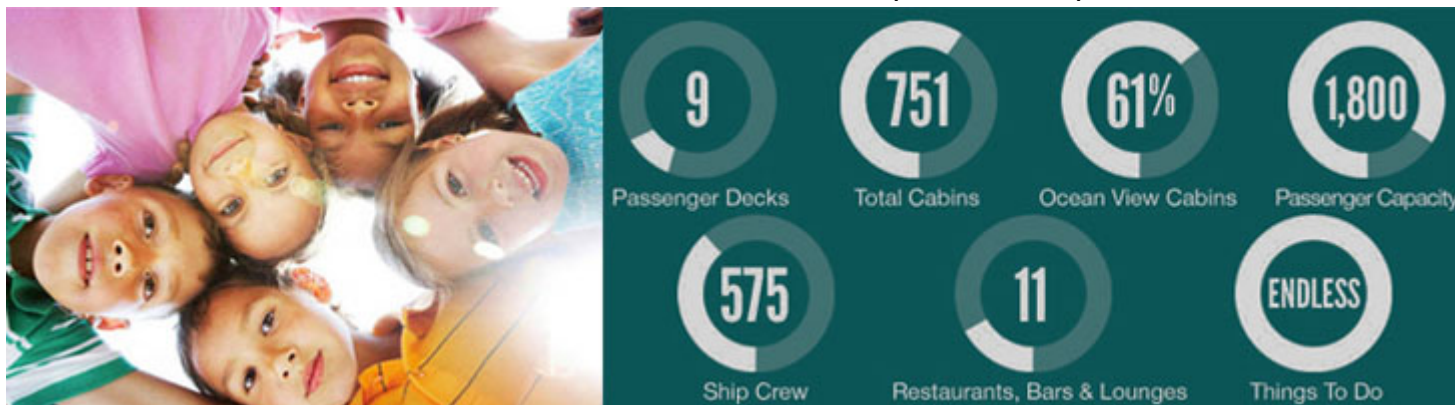 9
751
61%
1,800
Passenger Decks
Total Cabins
Ocean View Cabins
Passenger Capacity
575
11
ENDLESS
Ship Crew
Restaurants, Bars & Lounges
Things To Do